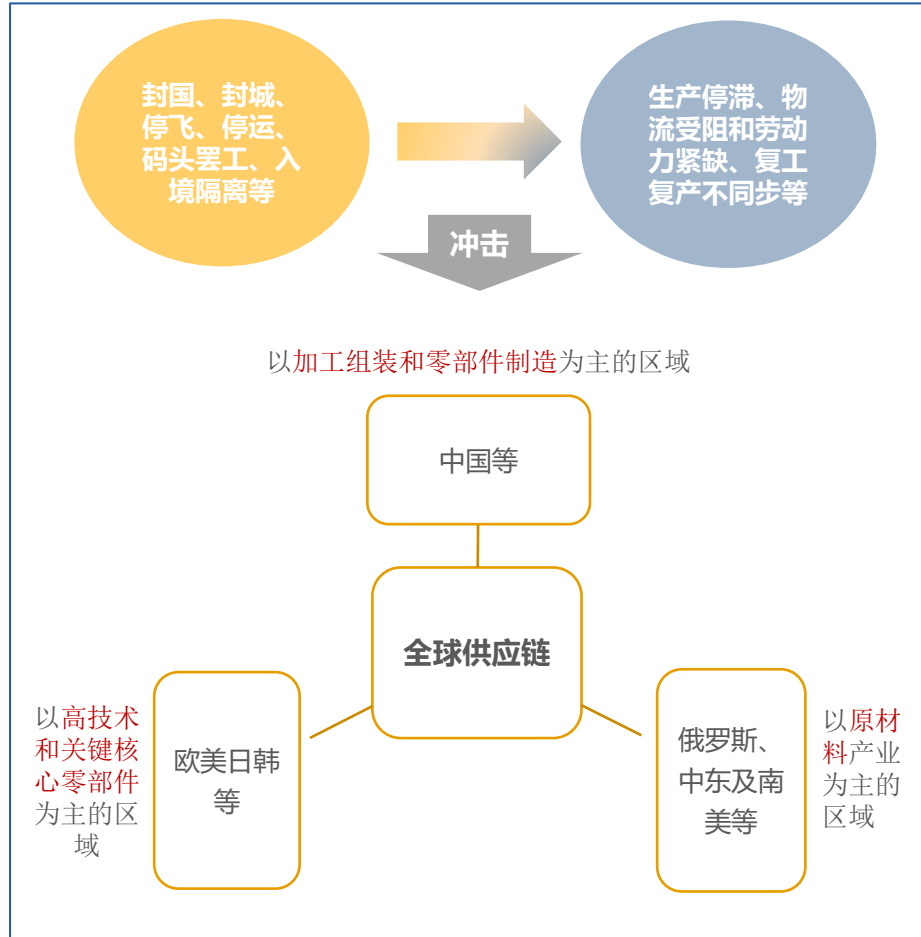 封国、封城、
停飞、停运、
码头罢工、入
境隔离等
生产停滞、物
流受阻和劳动
力紧缺、复工
复产不同步等
冲击
以加工组装和零部件制造为主的区域
中国等
全球供应链
以高技术
和关键核
心零部件
为主的区
域
欧美日韩
等
俄罗斯、
中东及南
美等
以原材
料产业
为主的
区域